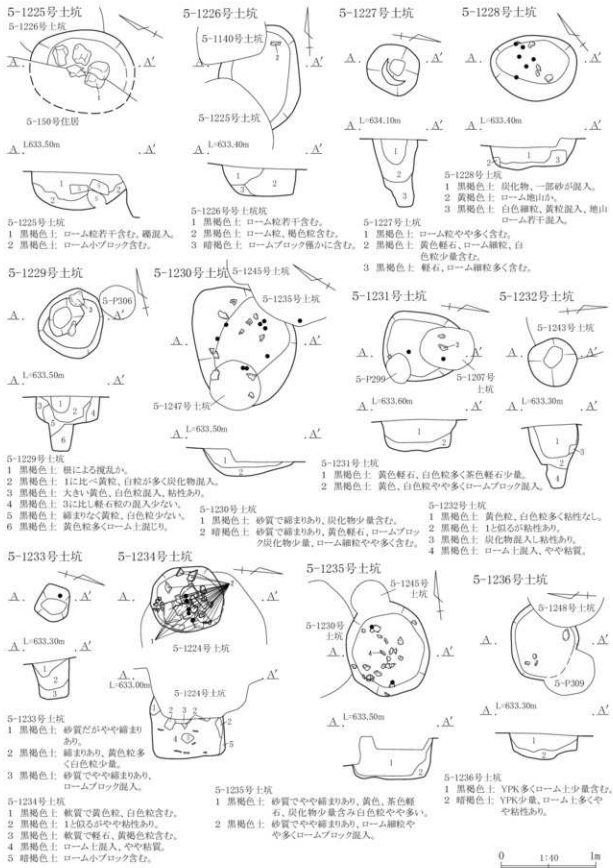 5-1225号土坑
5-1226号土坑
A . . A′
1
5-150号住居
L=633.50m
A . . A′
1
2
5-1225号土坑
1 黒褐色土 ローム粒若干含む。礫混入。
2 黒褐色土 ローム小ブロック含む。
5-1226号土坑
5-1140号土坑
A . . A′
2
5-1225号土坑
L=633.40m
A . . A′
1
2
3
5-1226号号土坑坑
1 黒褐色土 ローム粒若干含む。
2 黒褐色土 ローム粒、褐色粒含む。
3 暗褐色土 ロームブロック僅かに含む。
5-1227号土坑
A . . A′
L=634.10m
A . . A′
1
2
3
5-1227号土坑
1 黒褐色土 ローム粒やや多く含む。
2 黒褐色土 黄色軽石、ローム細粒、白
色粒少量含む。
3 黒褐色土 軽石、ローム細粒多く含む。
5-1228号土坑
A . . A′
L=633.40m
A . . A′
1
2
3
5-1228号土坑
1 黒褐色土 炭化物、一部砂が混入。
2 黄褐色土 ローム地山か。
3 黒褐色土 白色細粒、黄粒混入、地山
ローム若干混入。
5-1229号土坑
5-P306
A . . A′
3
L=633.50m
A . . A′
1
2
3
4
5
6
5-1229号土坑
1 黒褐色土 根による撹乱か。
2 黒褐色土 1に比べ黄粒、白粒が多く炭化物混入。
3 黒褐色土 大きい黄色、白色粒混入、粘性あり。
4 黒褐色土 3に比し軽石粒の混入少ない。
5 黒褐色土 締まりなく黄粒、白色粒少ない。
6 黒褐色土 黄色粒多くローム土混じり。
5-1230号土坑
5-1245号土坑
5-1235号土坑
A . . A′
5-1247号土坑
L=633.50m
A . . A′
1
2
5-1230号土坑
1 黒褐色土 砂質で締まりあり、炭化物少量含む。
2 暗褐色土 砂質で締まりあり、黄色軽石、ロームブロッ
ク炭化物少量、ローム細粒やや多く含む。
5-1231号土坑
A . . A′
2
5-P299
5-1207号
土坑
L=633.60m
A . . A′
1
2
5-1231号土坑
1 黒褐色土 黄色軽石、白色粒多く茶色軽石少量。
2 黒褐色土 黄色、白色粒やや多くロームブロック混入。
5-1232号土坑
5-1243号土坑
A . . A′
L=633.30m
A . . A′
1
2
3
4
5-1232号土坑
1 黒褐色土 黄色粒、白色粒多く粘性なし。
2 黒褐色土 1と似るが粘性あり。
3 黒褐色土 炭化物混入し粘性あり。
4 黒褐色土 ローム土混入、やや粘質。
5-1233号土坑
A . . A′
L=633.30m
A . . A′
1
2
3
5-1233号土坑
1 黒褐色土 砂質だがやや締まり
あり。
2 黒褐色土 締まりあり、黄色粒多
く白色粒少量。
3 黒褐色土 砂質でやや締まりあり、
ロームブロック混入。
5-1234号土坑
A . . A′
2
1
5-1224号土坑
L=633.00m
A . . A′
5-1224号土坑
1 2 3 2
4
5
5-1234号土坑
1 黒褐色土 軟質で黄色粒、白色粒含む。
2 黒褐色土 1と似るがやや粘性あり。
3 黒褐色土 軟質で軽石、黄褐色粒含む。
4 黒褐色土 ローム土混入、やや粘質。
5 暗褐色土 ローム小ブロック含む。
5-1235号土坑
5-1245号
土坑
5-1230号
土坑
A . . A′
4
L=633.50m
A . . A′
1
2
5-1235号土坑
1 黒褐色土 砂質でやや締まりあり、黄色、茶色軽
石、炭化物少量含み白色粒やや多い。
2 黒褐色土 砂質でやや締まりあり、ローム細粒や
や多くロームブロック混入。
5-1236号土坑
5-1248号土坑
A . . A′
5-P309
L=633.30m
A . . A′
1
2
5-1236号土坑
1 黒褐色土 YPK多くローム土少量含む。
2 暗褐色土 YPK少量、ローム土多くや
や粘性あり。
0 1:40 1m